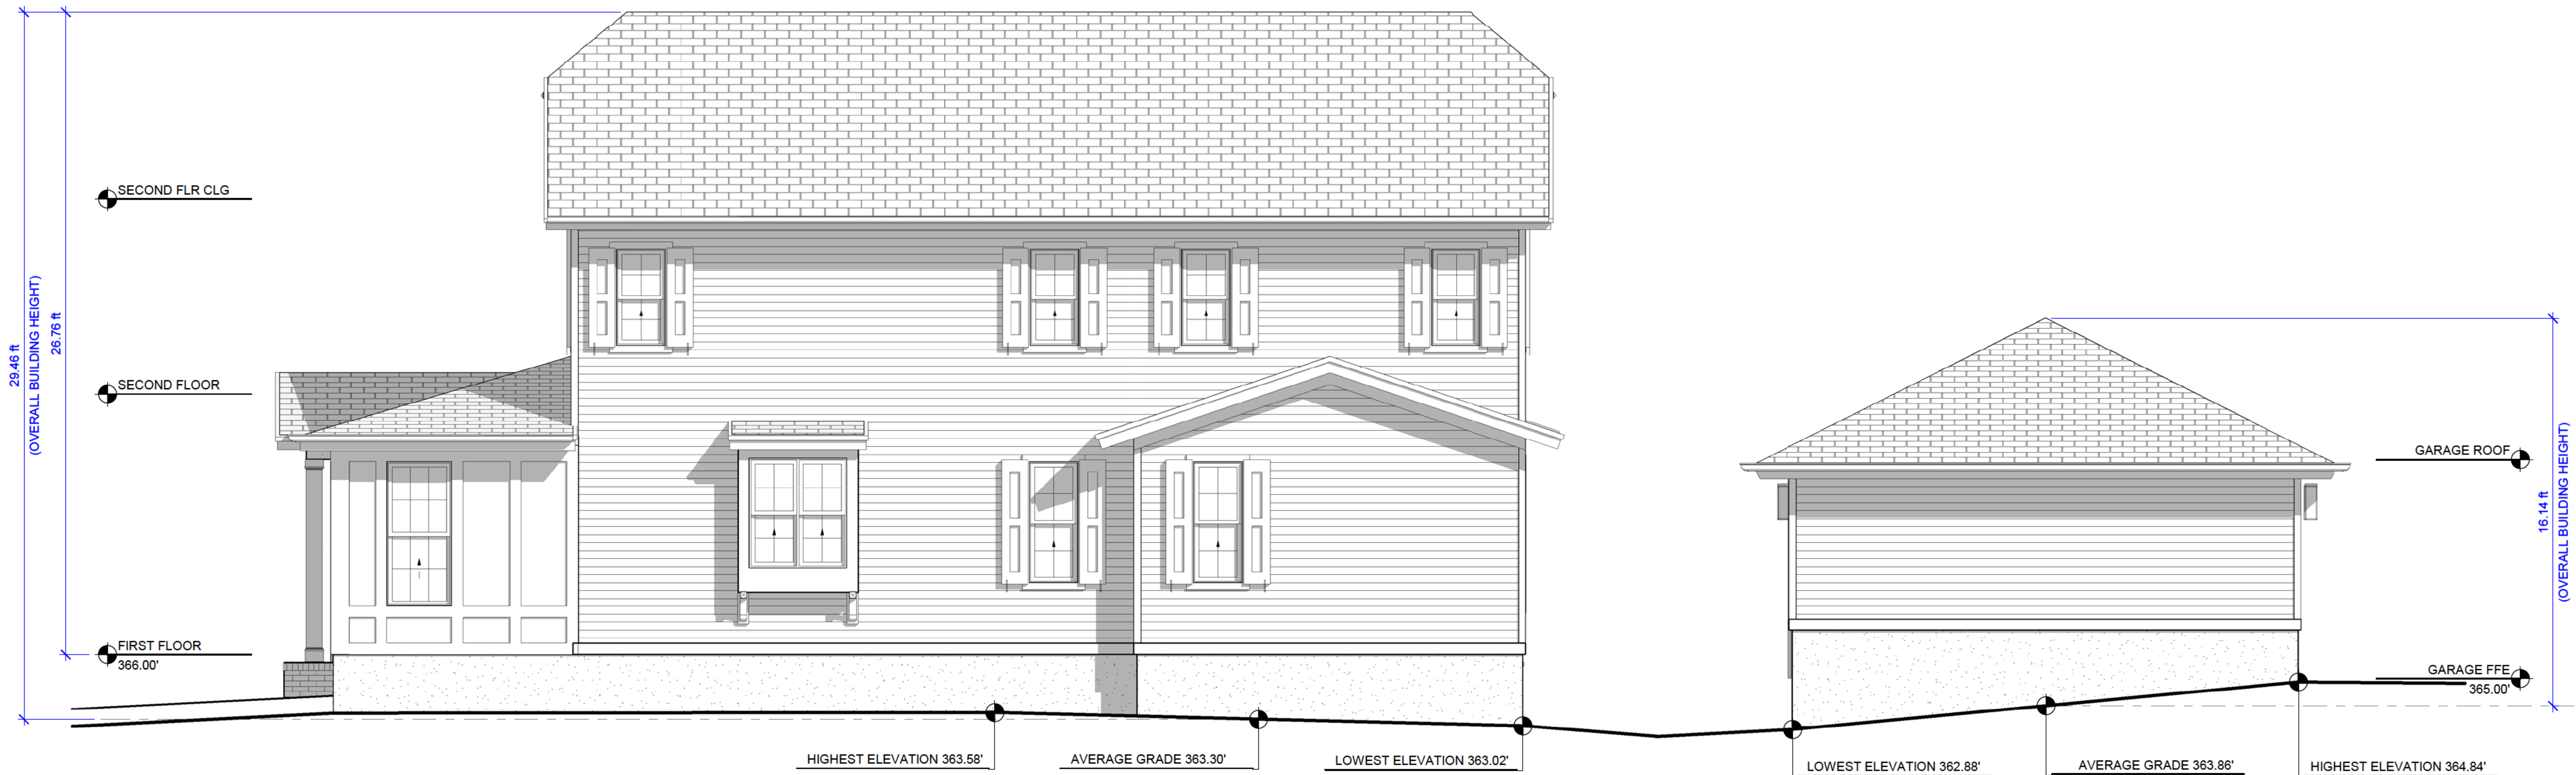 SECOND FLR CLG
29.46 ft
(OVERALL BUILDING HEIGHT)
26.76 ft
SECOND FLOOR
FIRST FLOOR
366.00'
GARAGE ROOF
16.14 ft
(OVERALL BUILDING HEIGHT)
GARAGE FFE
365.00'
HIGHEST ELEVATION 363.58'
AVERAGE GRADE 363.30'
LOWEST ELEVATION 363.02'
LOWEST ELEVATION 362.88'
AVERAGE GRADE 363.86'
HIGHEST ELEVATION 364.84'